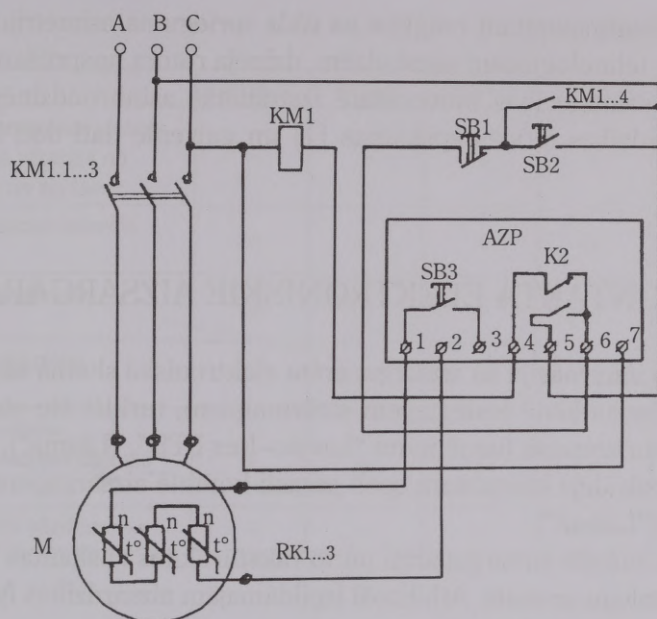 A B C
KM1
KM1...4
SB1
SB2
KM1.1...3
AZP
SB3
K2
1 2 3 4 5 6 7
n n n
t° t° t°
M
RK1...3